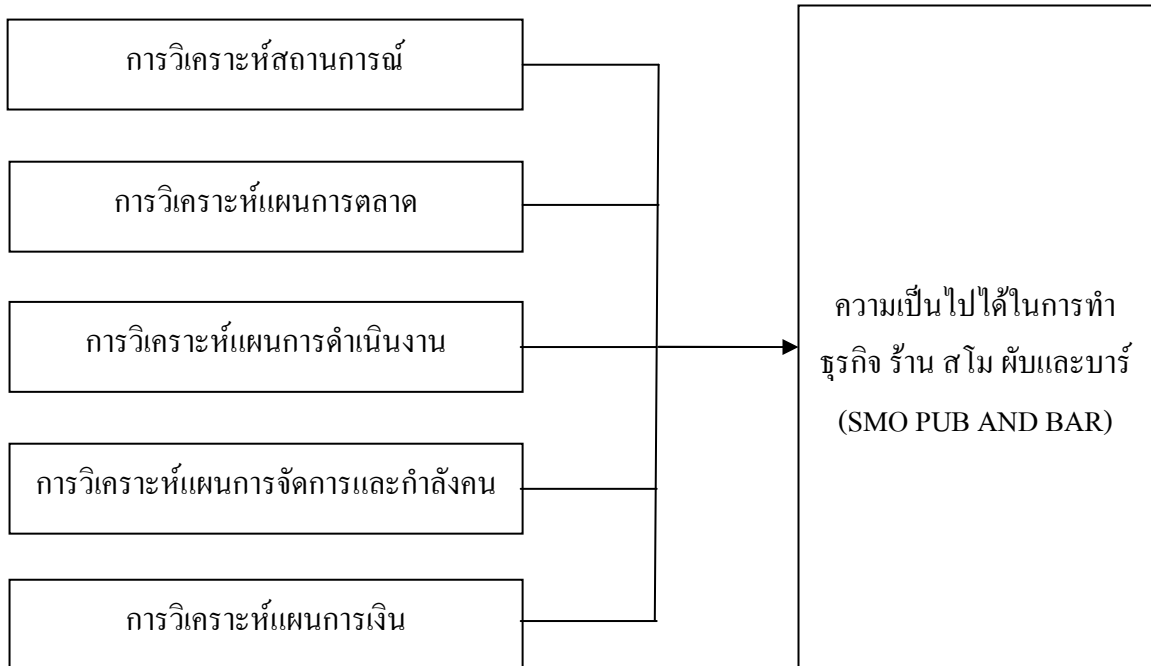 การวิเคราะห์สถานการณ์
การวิเคราะห์แผนการตลาด
การวิเคราะห์แผนการดำเนินงาน
การวิเคราะห์แผนการจัดการและกำลังคน
การวิเคราะห์แผนการเงิน
ความเป็นไปได้ในการทำ
ธุรกิจ ร้าน สโม ผับและบาร์
(SMO PUB AND BAR)